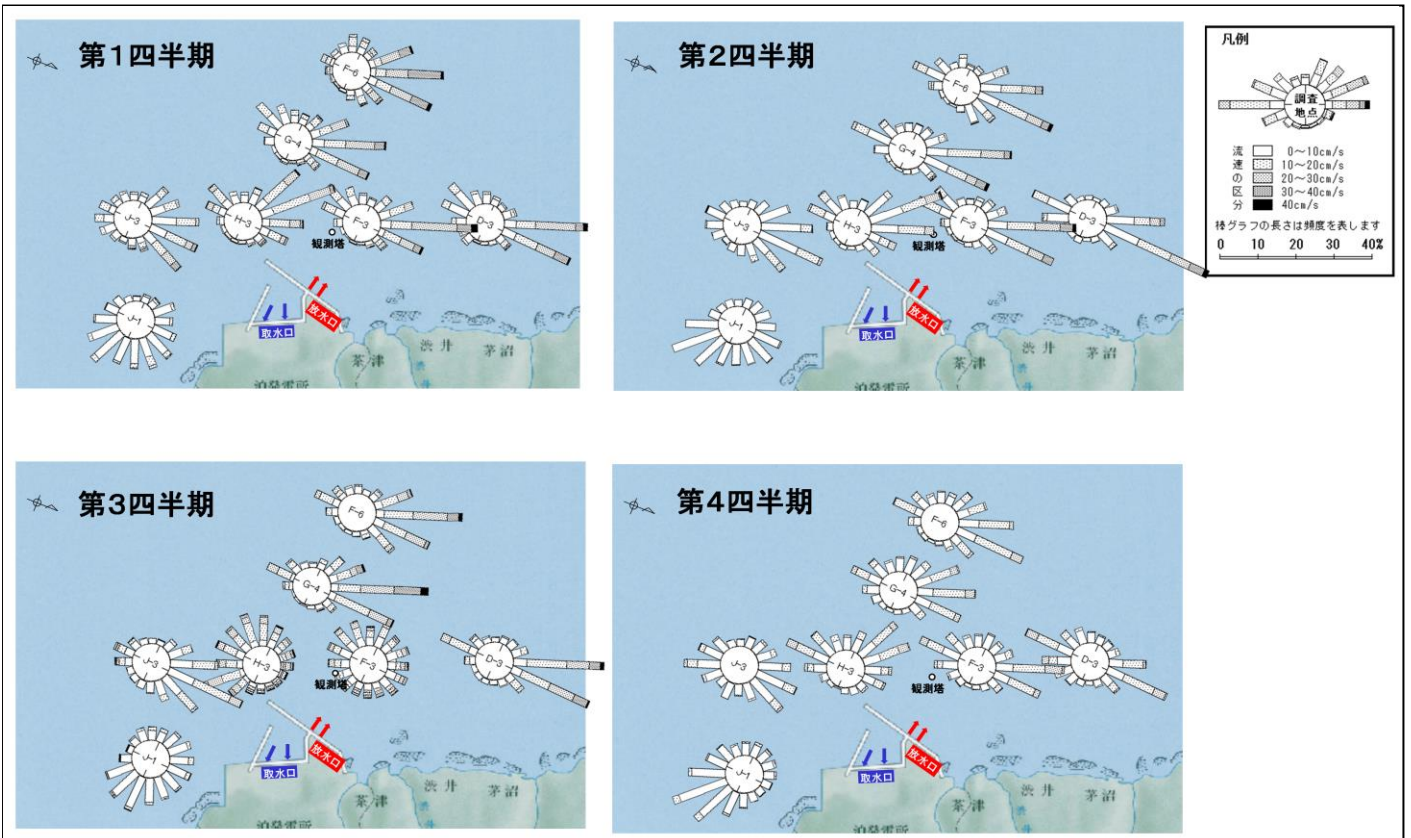 第1四半期
F-6
G-4
J-3
H-3
F-3
D-3
観測塔
J-1
取水口
放水口
茶津
渋井
茅沼
泊発電所
第2四半期
F-6
G-4
J-3
H-3
F-3
D-3
観測塔
J-1
取水口
放水口
茶津
渋井
茅沼
泊発電所
凡例
調査
地点
流 0～10cm/s
速 10～20cm/s
の 20～30cm/s
区 30～40cm/s
分 40cm/s
棒グラフの長さは頻度を表します
0 10 20 30 40%
第3四半期
F-6
G-4
J-3
H-3
F-3
D-3
観測塔
J-1
取水口
放水口
茶津
渋井
茅沼
泊発電所
第4四半期
F-6
G-4
J-3
H-3
F-3
D-3
観測塔
J-1
取水口
放水口
茶津
渋井
茅沼
泊発電所